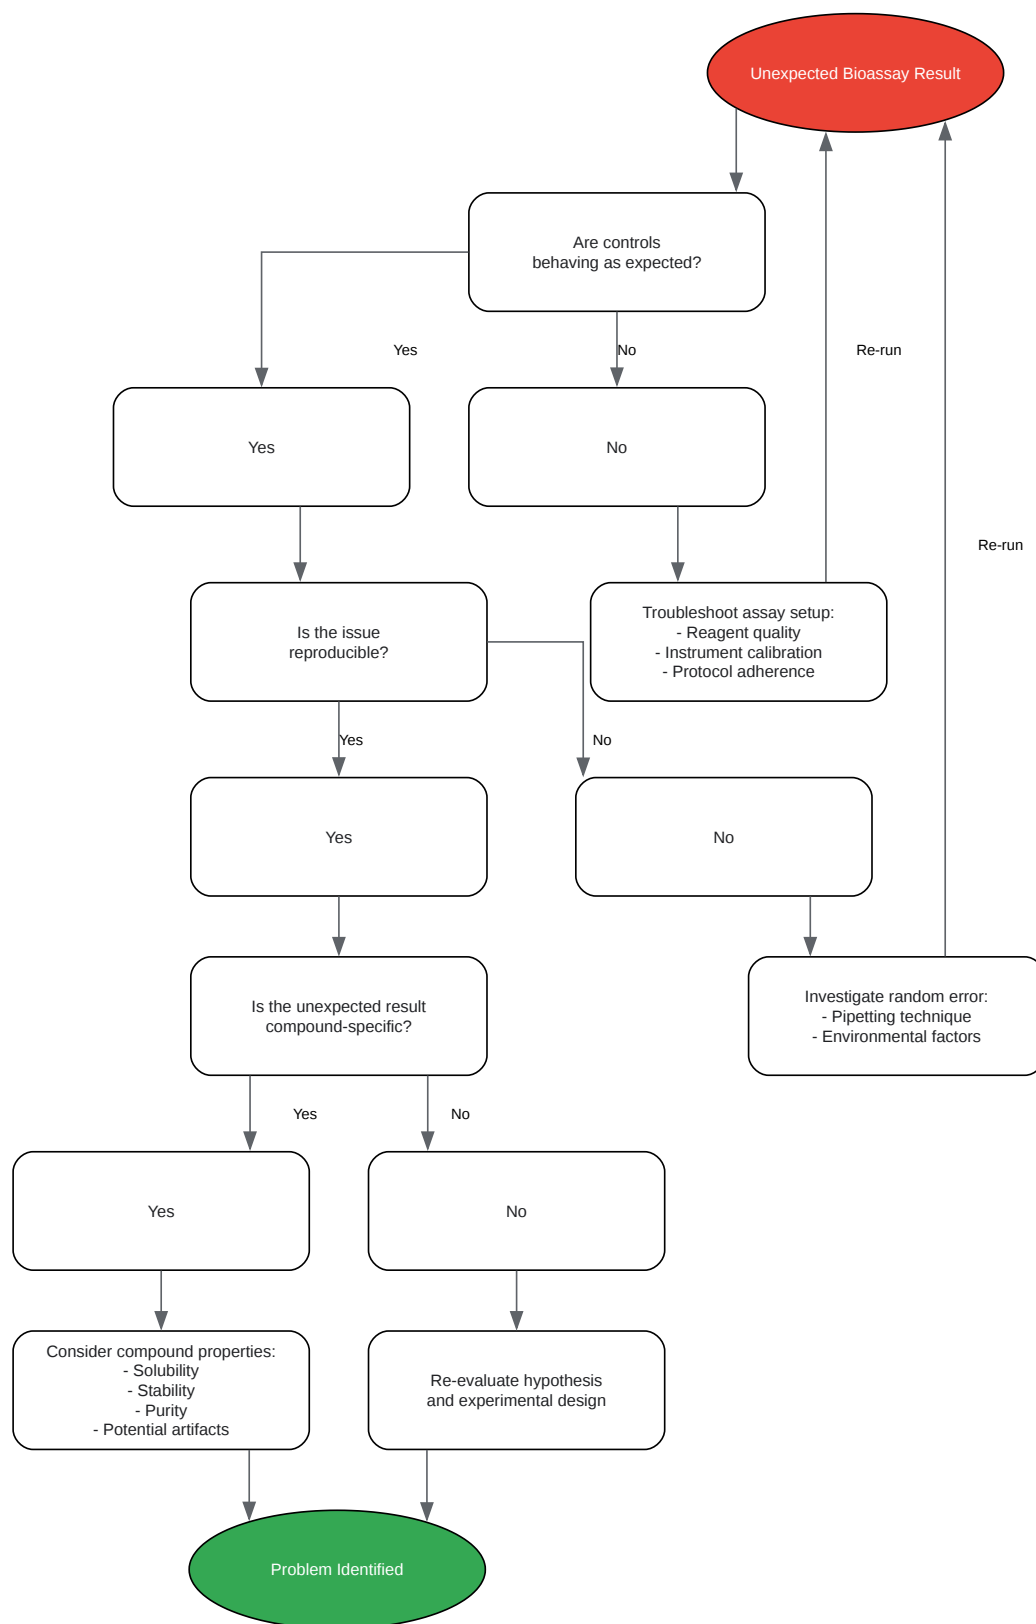 Unexpected Bioassay Result
Are controls
behaving as expected?
Yes
No
Re-run
Yes
No
Re-run
Is the issue
reproducible?
Troubleshoot assay setup:
- Reagent quality
- Instrument calibration
- Protocol adherence
Yes
No
Yes
No
Is the unexpected result
compound-specific?
Investigate random error:
- Pipetting technique
- Environmental factors
Yes
No
Yes
No
Consider compound properties:
- Solubility
- Stability
- Purity
- Potential artifacts
Re-evaluate hypothesis
and experimental design
Problem Identified